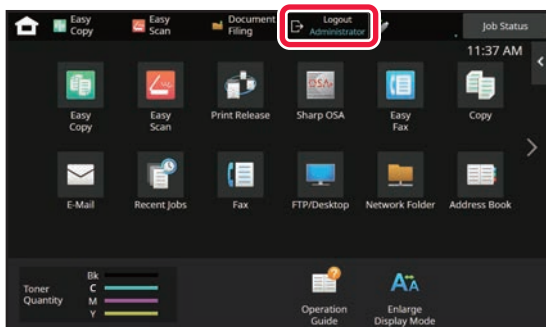 Easy
Copy
Easy
Scan
Document
Filing
Logout
Administrator
Job Status
11:37 AM
Easy
Copy
Easy
Scan
Print Release
OSA
Sharp OSA
Easy
Fax
Copy
E-Mail
Recent Jobs
Fax
FTP/Desktop
Network Folder
Address Book
Toner
Quantity
Bk
C
M
Y
Operation
Guide
Enlarge
Display Mode